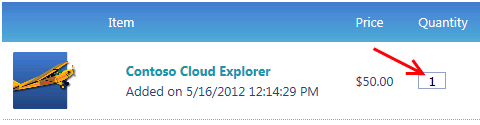 Item Price Quantity
Contoso Cloud Explorer
Added on 5/16/2012 12:14:29 PM $50.00 1